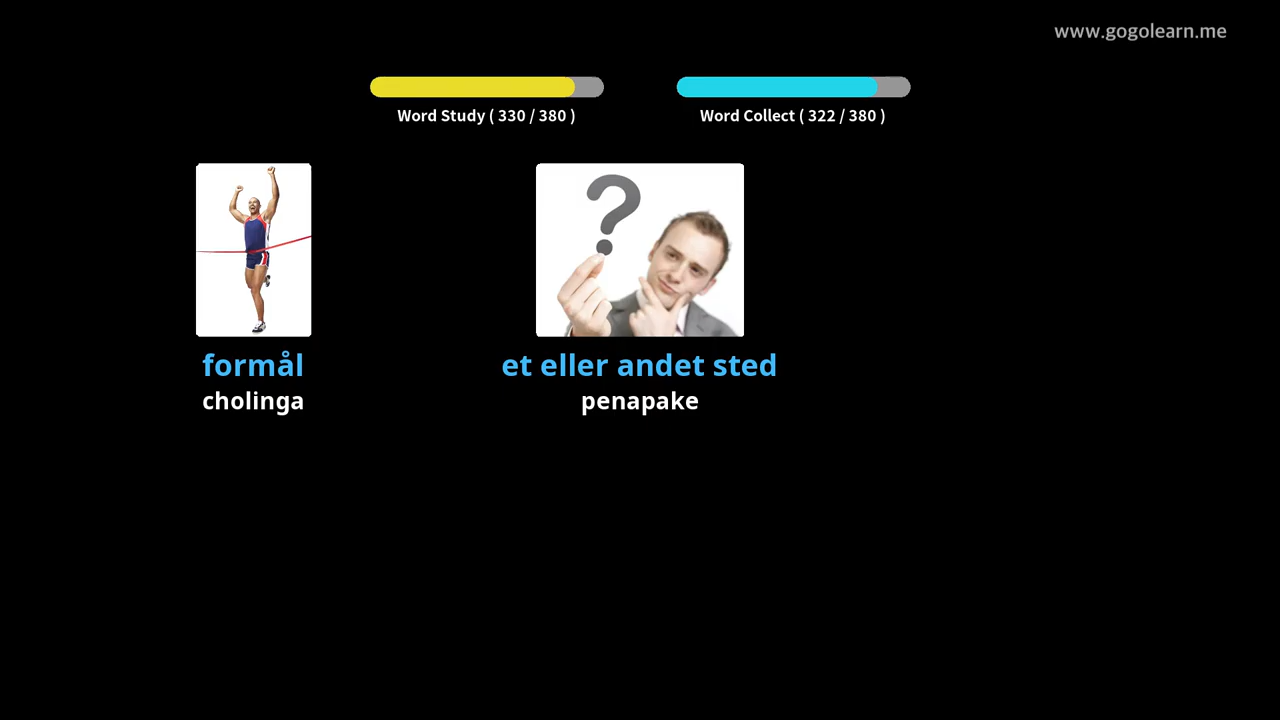 www.gogolearn.me
Word Study ( 330 / 380 )
Word Collect ( 322 / 380 )
?
formål
cholinga
et eller andet sted
penapake